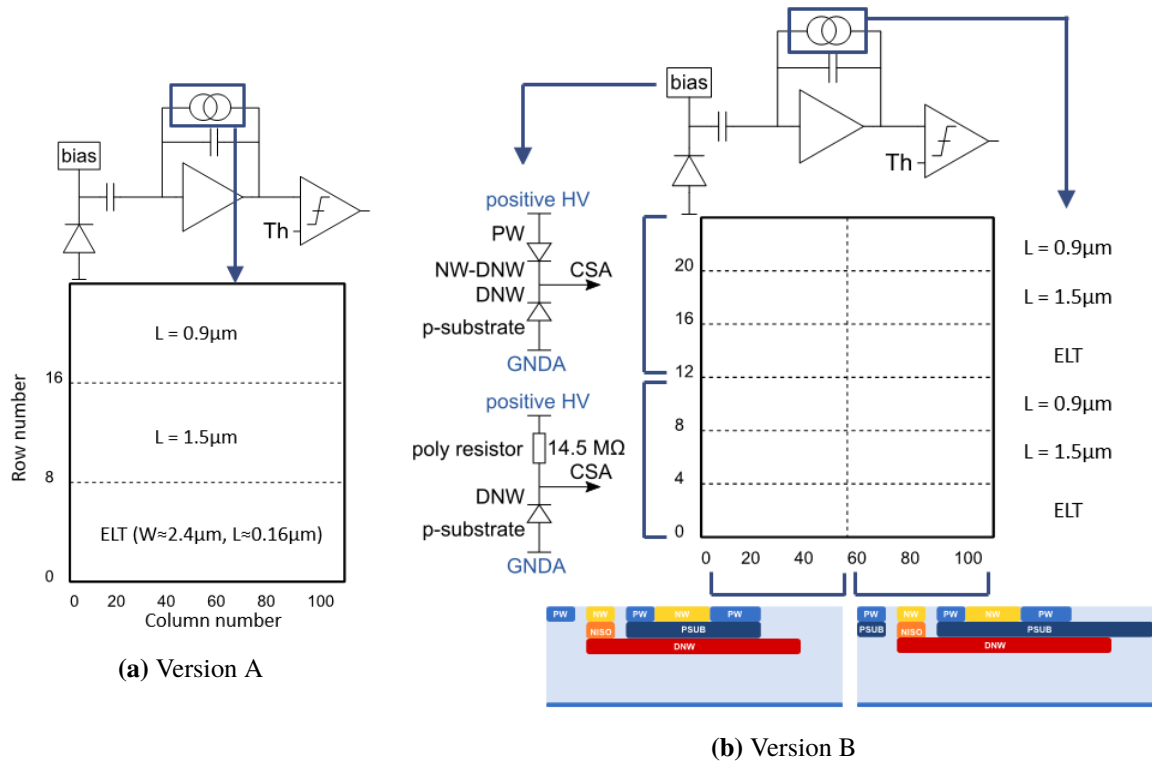 bias
Th
L = 0.9µm
16
L = 1.5µm
8
ELT (W≈2.4µm, L≈0.16µm)
0
Row number
0 20 40 60 80 100
Column number
(a) Version A
bias
Th
positive HV
PW
NW-DNW
CSA
DNW
p-substrate
GNDA
positive HV
poly resistor
14.5 MΩ
CSA
DNW
p-substrate
GNDA
20
16
12
8
4
0
0 20 40 60 80 100
L = 0.9µm
L = 1.5µm
ELT
L = 0.9µm
L = 1.5µm
ELT
PW NW PW NW PW
NISO PSUB
DNW
PW NW PW NW PW
PSUB NISO PSUB
DNW
(b) Version B